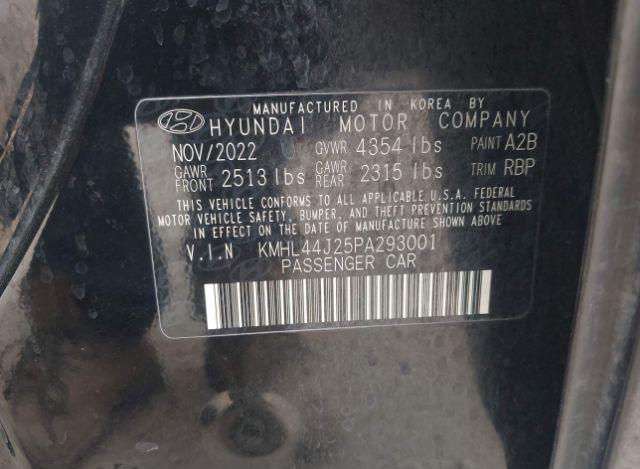 MANUFACTURED IN KOREA BY
HYUNDAI MOTOR COMPANY
NOV/2022 GVWR 4354 lbs PAINT A2B
GAWR FRONT 2513 lbs GAWR REAR 2315 lbs TRIM RBP
THIS VEHICLE CONFORMS TO ALL APPLICABLE U.S.A. FEDERAL
MOTOR VEHICLE SAFETY, BUMPER, AND THEFT PREVENTION STANDARDS
IN EFFECT ON THE DATE OF MANUFACTURE SHOWN ABOVE.
V.I.N KMHL44J25PA293001
PASSENGER CAR